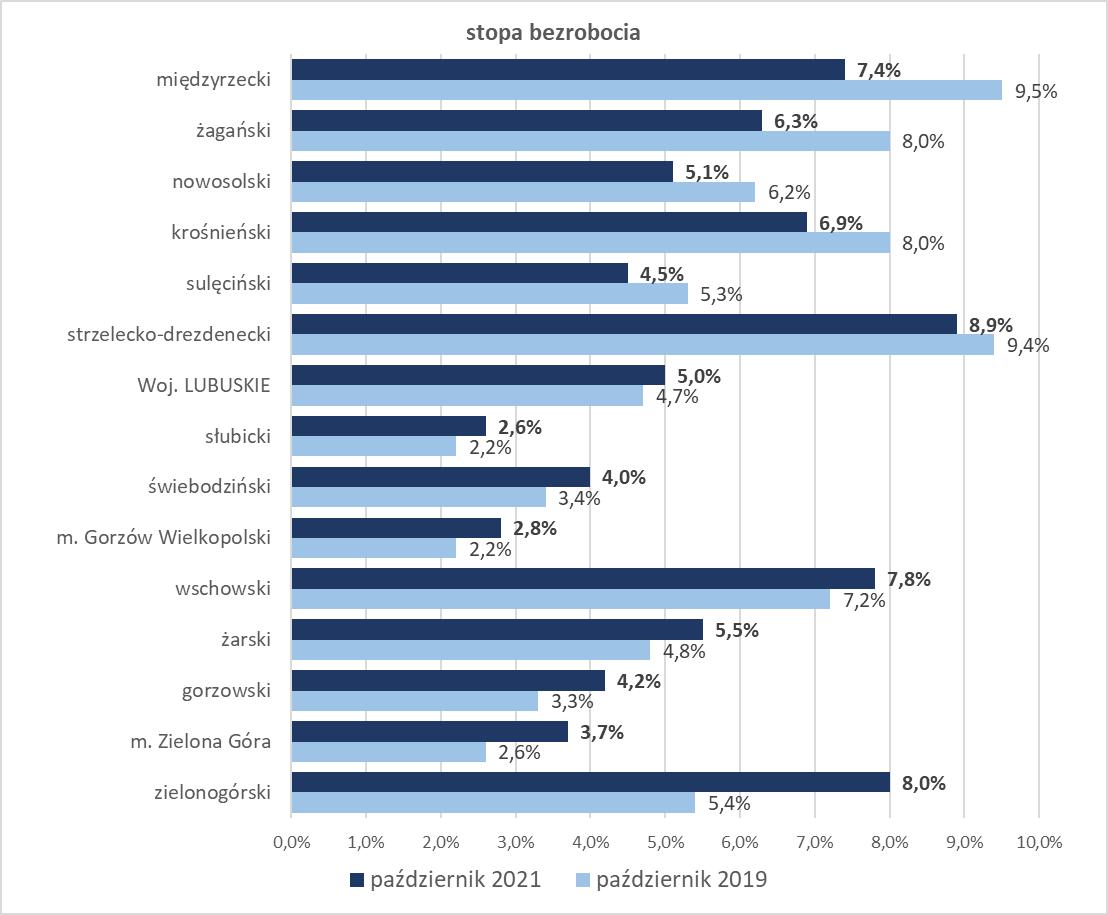 stopa bezrobocia
międzyrzecki
7,4%
9,5%
żagański
6,3%
8,0%
nowosolski
5,1%
6,2%
krośnieński
6,9%
8,0%
sulęciński
4,5%
5,3%
strzelecko-drezdenecki
8,9%
9,4%
Woj. LUBUSKIE
5,0%
4,7%
słubicki
2,6%
2,2%
świebodziński
4,0%
3,4%
m. Gorzów Wielkopolski
2,8%
2,2%
wschowski
7,8%
7,2%
żarski
5,5%
4,8%
gorzowski
4,2%
3,3%
m. Zielona Góra
3,7%
2,6%
zielonogórski
8,0%
5,4%
0,0% 1,0% 2,0% 3,0% 4,0% 5,0% 6,0% 7,0% 8,0% 9,0% 10,0%
październik 2021 październik 2019